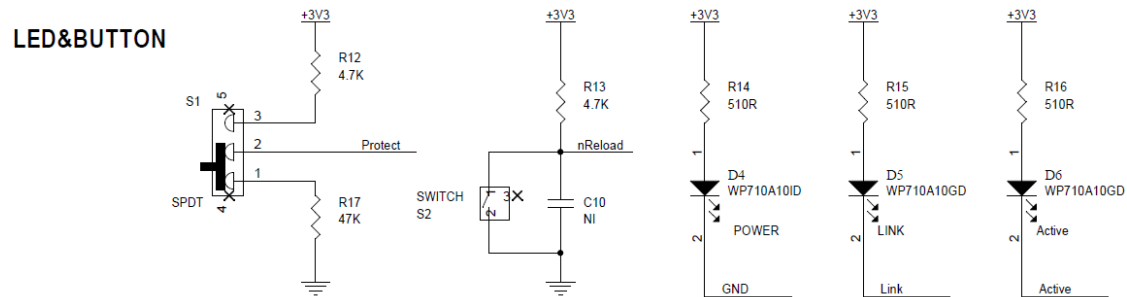 LED&BUTTON
+3V3
+3V3
+3V3
+3V3
+3V3
R12
4.7K
S1
5
3
2
1
4
SPDT
Protect
R17
47K
R13
4.7K
nReload
SWITCH
S2
1
3
2
C10
NI
R14
510R
1
D4
WP710A10ID
2
POWER
GND
R15
510R
1
D5
WP710A10GD
2
LINK
Link
R16
510R
1
D6
WP710A10GD
2
Active
Active